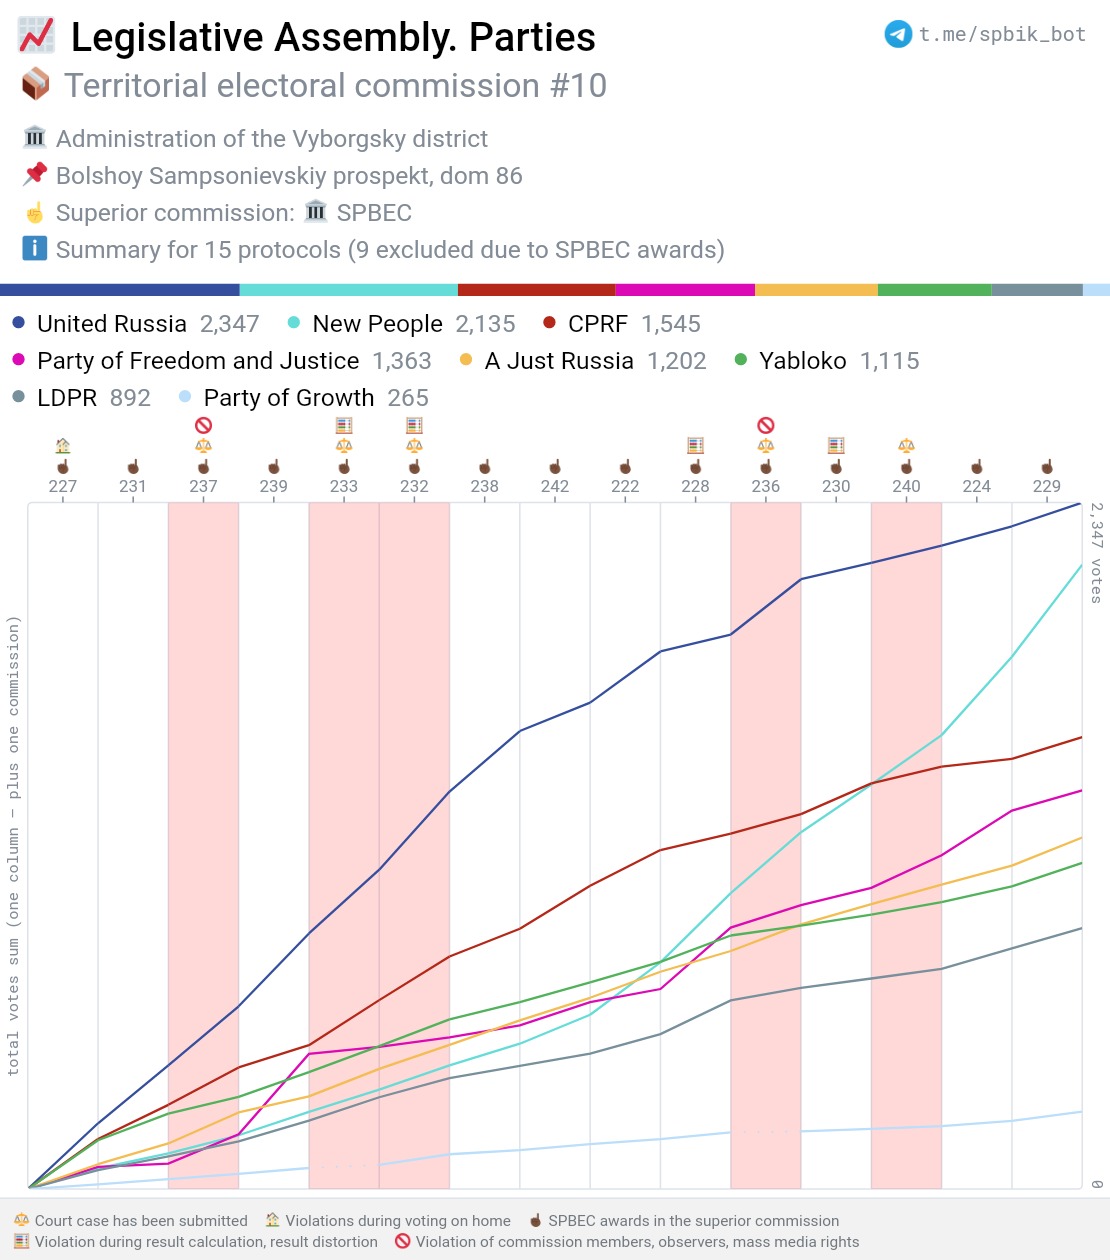 Legislative Assembly. Parties
t.me/spbik_bot
Territorial electoral commission #10
Administration of the Vyborgsky district
Bolshoy Sampsonievskiy prospekt, dom 86
Superior commission: SPBEC
Summary for 15 protocols (9 excluded due to SPBEC awards)
United Russia 2,347 New People 2,135 CPRF 1,545
Party of Freedom and Justice 1,363 A Just Russia 1,202 Yabloko 1,115
LDPR 892 Party of Growth 265
227 231 237 239 233 232 238 242 222 228 236 230 240 224 229
2,347 votes
total votes sum (one column – plus one commission)
0
Court case has been submitted Violations during voting on home SPBEC awards in the superior commission
Violation during result calculation, result distortion Violation of commission members, observers, mass media rights